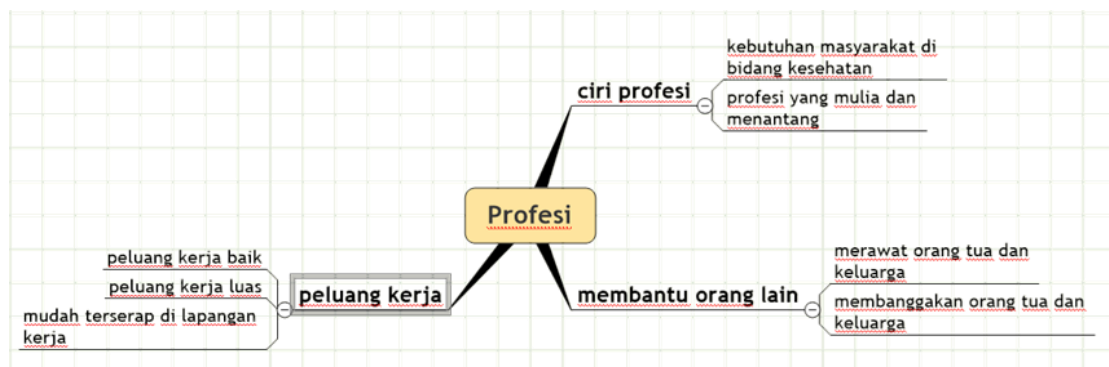 kebutuhan masyarakat di
bidang kesehatan
ciri profesi
profesi yang mulia dan
menantang
Profesi
peluang kerja baik
peluang kerja luas
mudah terserap di lapangan
kerja
peluang kerja
membantu orang lain
merawat orang tua dan
keluarga
membanggakan orang tua dan
keluarga